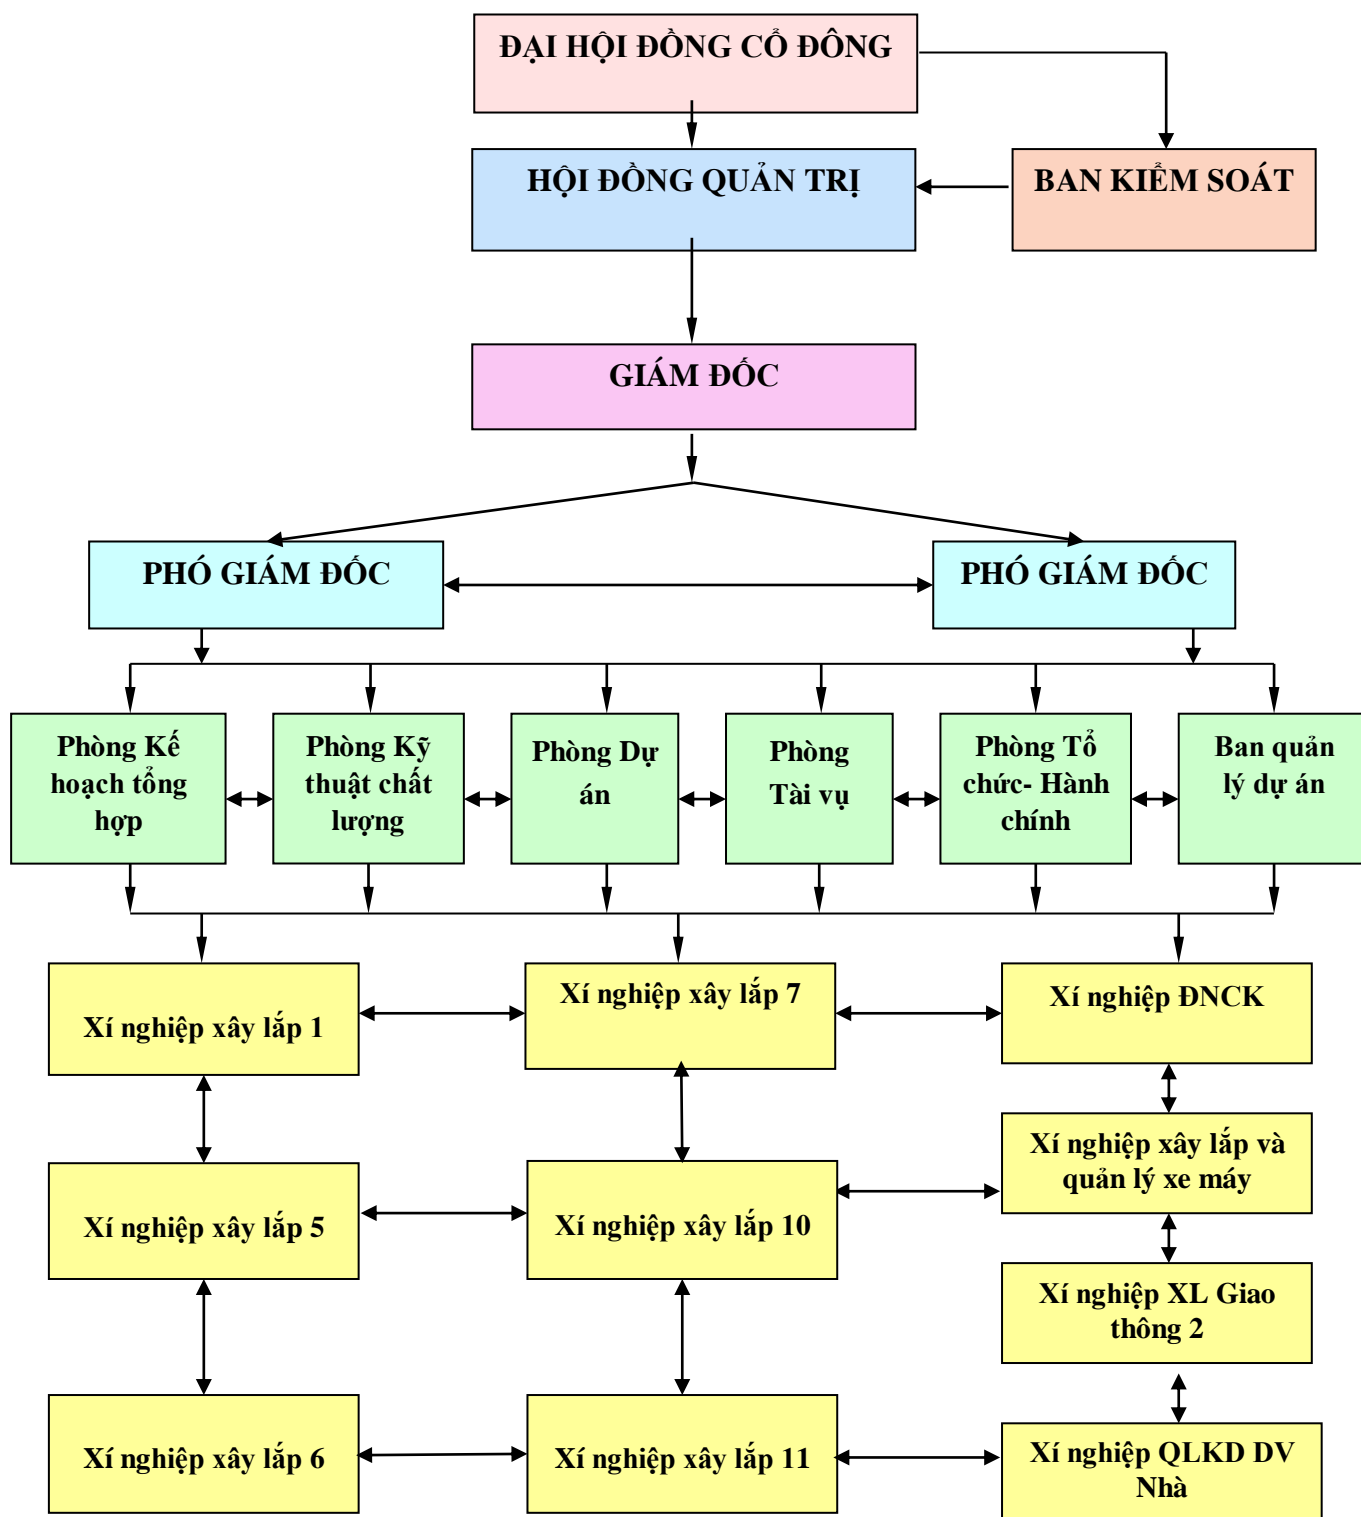 ĐẠI HỘI ĐỒNG CỔ ĐÔNG
HỘI ĐỒNG QUẢN TRỊ
BAN KIỂM SOÁT
GIÁM ĐỐC
PHÓ GIÁM ĐỐC
PHÓ GIÁM ĐỐC
Phòng Kế
hoạch tổng
hợp
Phòng Kỹ
thuật chất
lượng
Phòng Dự
án
Phòng
Tài vụ
Phòng Tổ
chức- Hành
chính
Ban quản
lý dự án
Xí nghiệp xây lắp 1
Xí nghiệp xây lắp 7
Xí nghiệp ĐNCK
Xí nghiệp xây lắp và
quản lý xe máy
Xí nghiệp xây lắp 5
Xí nghiệp xây lắp 10
Xí nghiệp XL Giao
thông 2
Xí nghiệp xây lắp 6
Xí nghiệp xây lắp 11
Xí nghiệp QLKD DV
Nhà